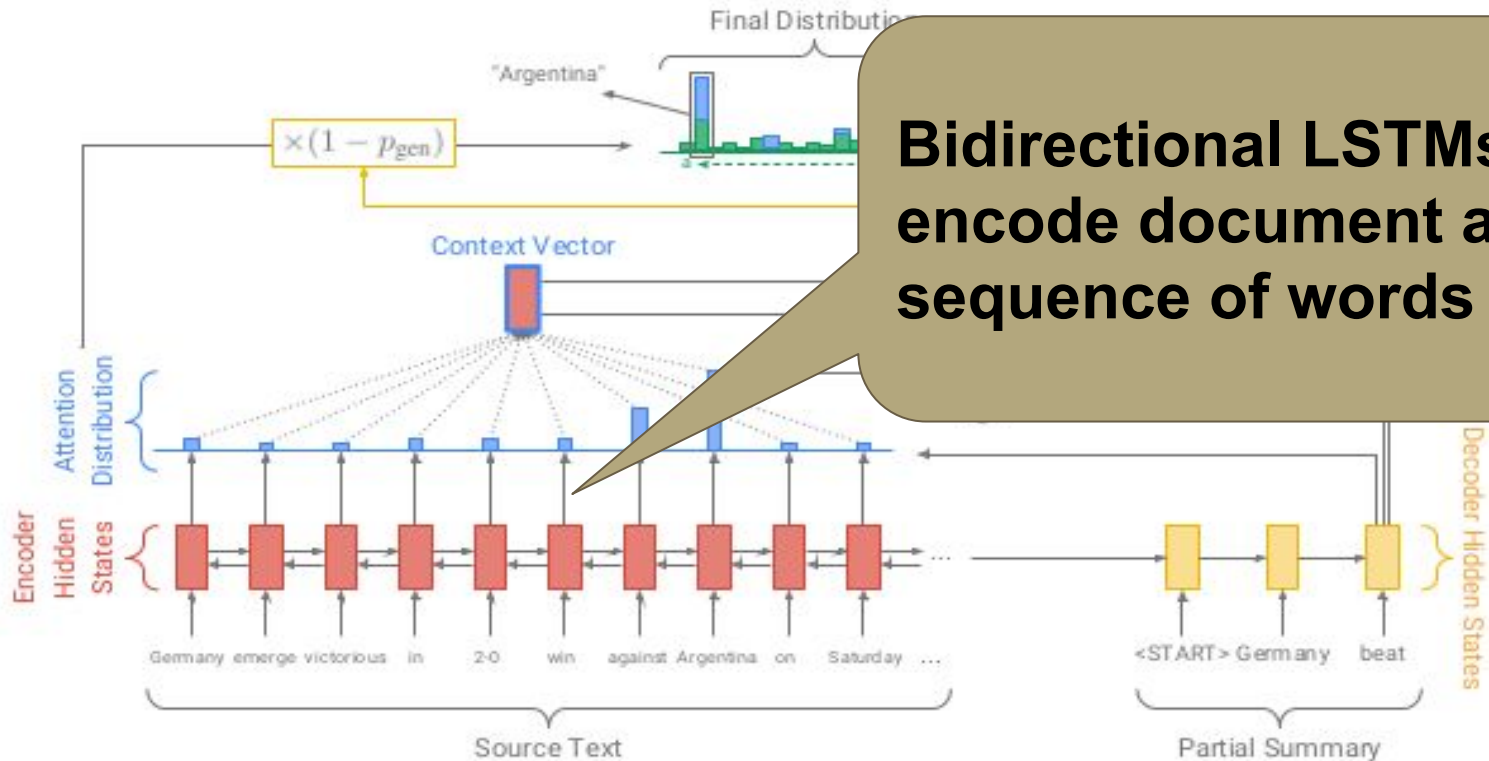 Final Distribution
"Argentina"
×(1 − p_gen)
Bidirectional LSTMs
encode document a
sequence of words
Context Vector
Attention
Distribution
Encoder
Hidden
States
Decoder Hidden States
Germany emerge victorious in 2-0 win against Argentina on Saturday ...
...
<START> Germany beat
Source Text
Partial Summary